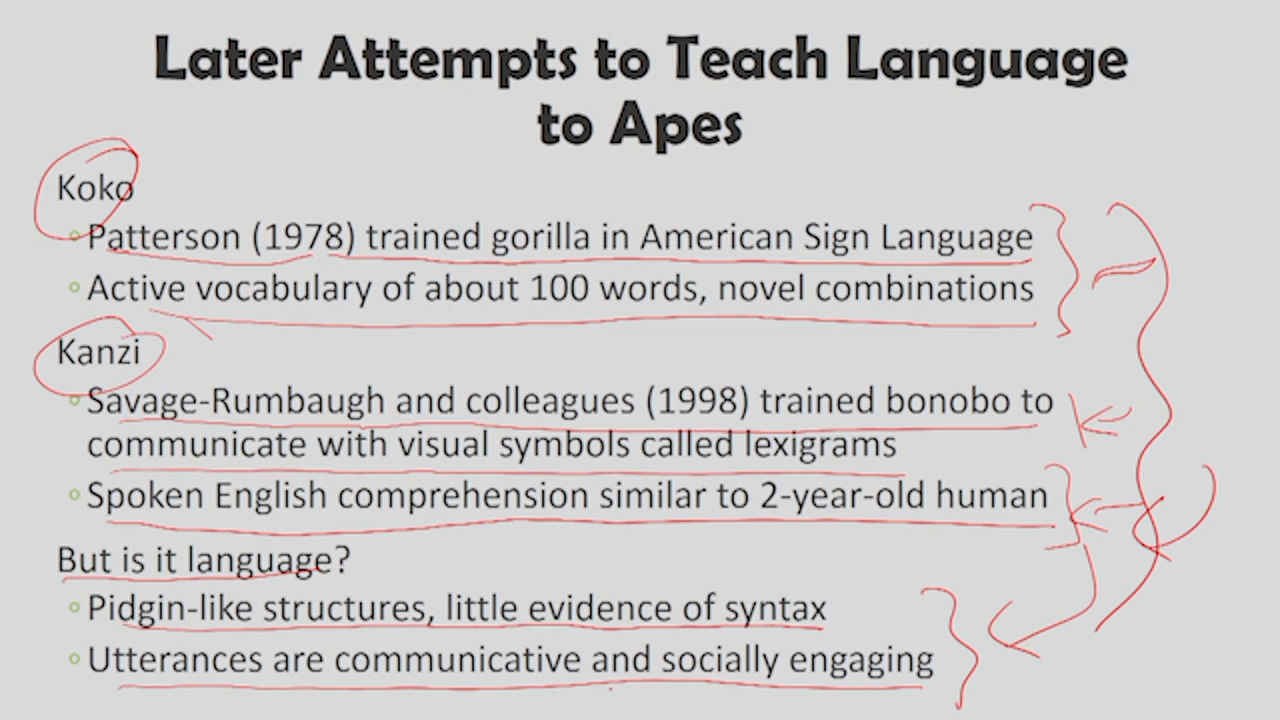 Later Attempts to Teach Language
to Apes
Koko
◦ Patterson (1978) trained gorilla in American Sign Language
◦ Active vocabulary of about 100 words, novel combinations
Kanzi
◦ Savage-Rumbaugh and colleagues (1998) trained bonobo to
communicate with visual symbols called lexigrams
◦ Spoken English comprehension similar to 2-year-old human
But is it language?
◦ Pidgin-like structures, little evidence of syntax
◦ Utterances are communicative and socially engaging